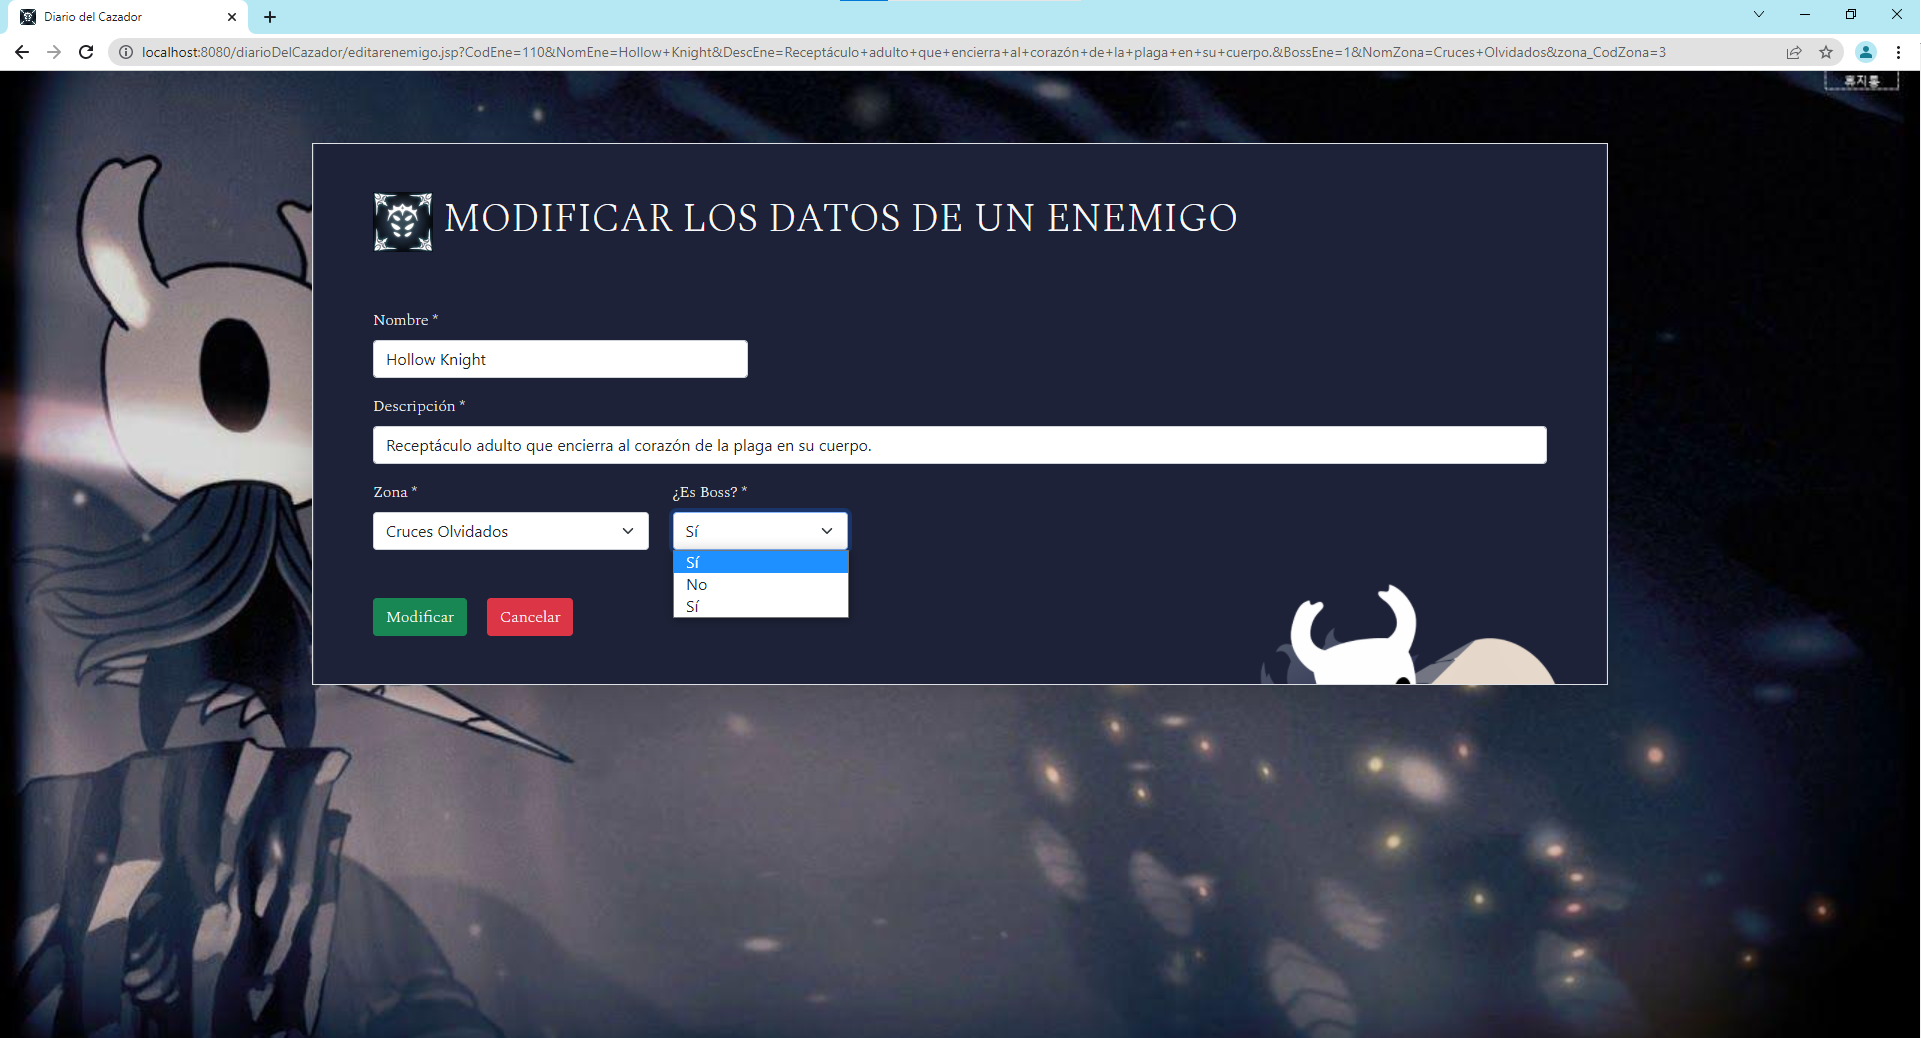 Diario del Cazador
localhost:8080/diarioDelCazador/editarenemigo.jsp?CodEne=110&NomEne=Hollow+Knight&DescEne=Receptáculo+adulto+que+encierra+al+corazón+de+la+plaga+en+su+cuerpo.&BossEne=1&NomZona=Cruces+Olvidados&zona_CodZona=3
휴지통
MODIFICAR LOS DATOS DE UN ENEMIGO
Nombre *
Hollow Knight
Descripción *
Receptáculo adulto que encierra al corazón de la plaga en su cuerpo.
Zona * ¿Es Boss? *
Cruces Olvidados Sí
Sí
No
Sí
Modificar Cancelar